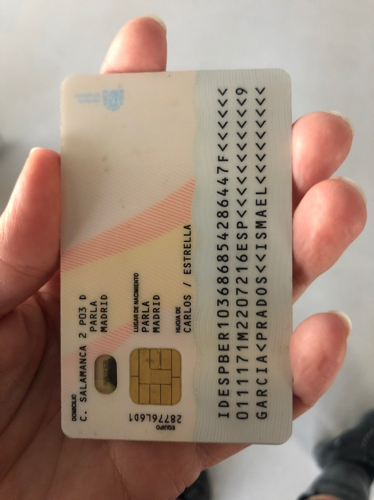 DOMICILIO
C. SALAMANCA 2 P03 D
PARLA
MADRID
LUGAR DE NACIMIENTO
PARLA
MADRID
HIJO/A DE
CARLOS / ESTRELLA
EQUIPO
28776L6D1
IDESPBER103686854286447F<<<<<<
0111171M2207216ESP<<<<<<<<<<<9
GARCIA<PRADOS<<ISMAEL<<<<<<<<<